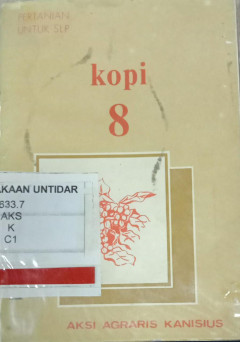 PERTANIAN
UNTUK SLP
kopi
8
AKAAN UNTIDAR
633.7
AKS
K
C1
AKSI AGRARIS KANISIUS